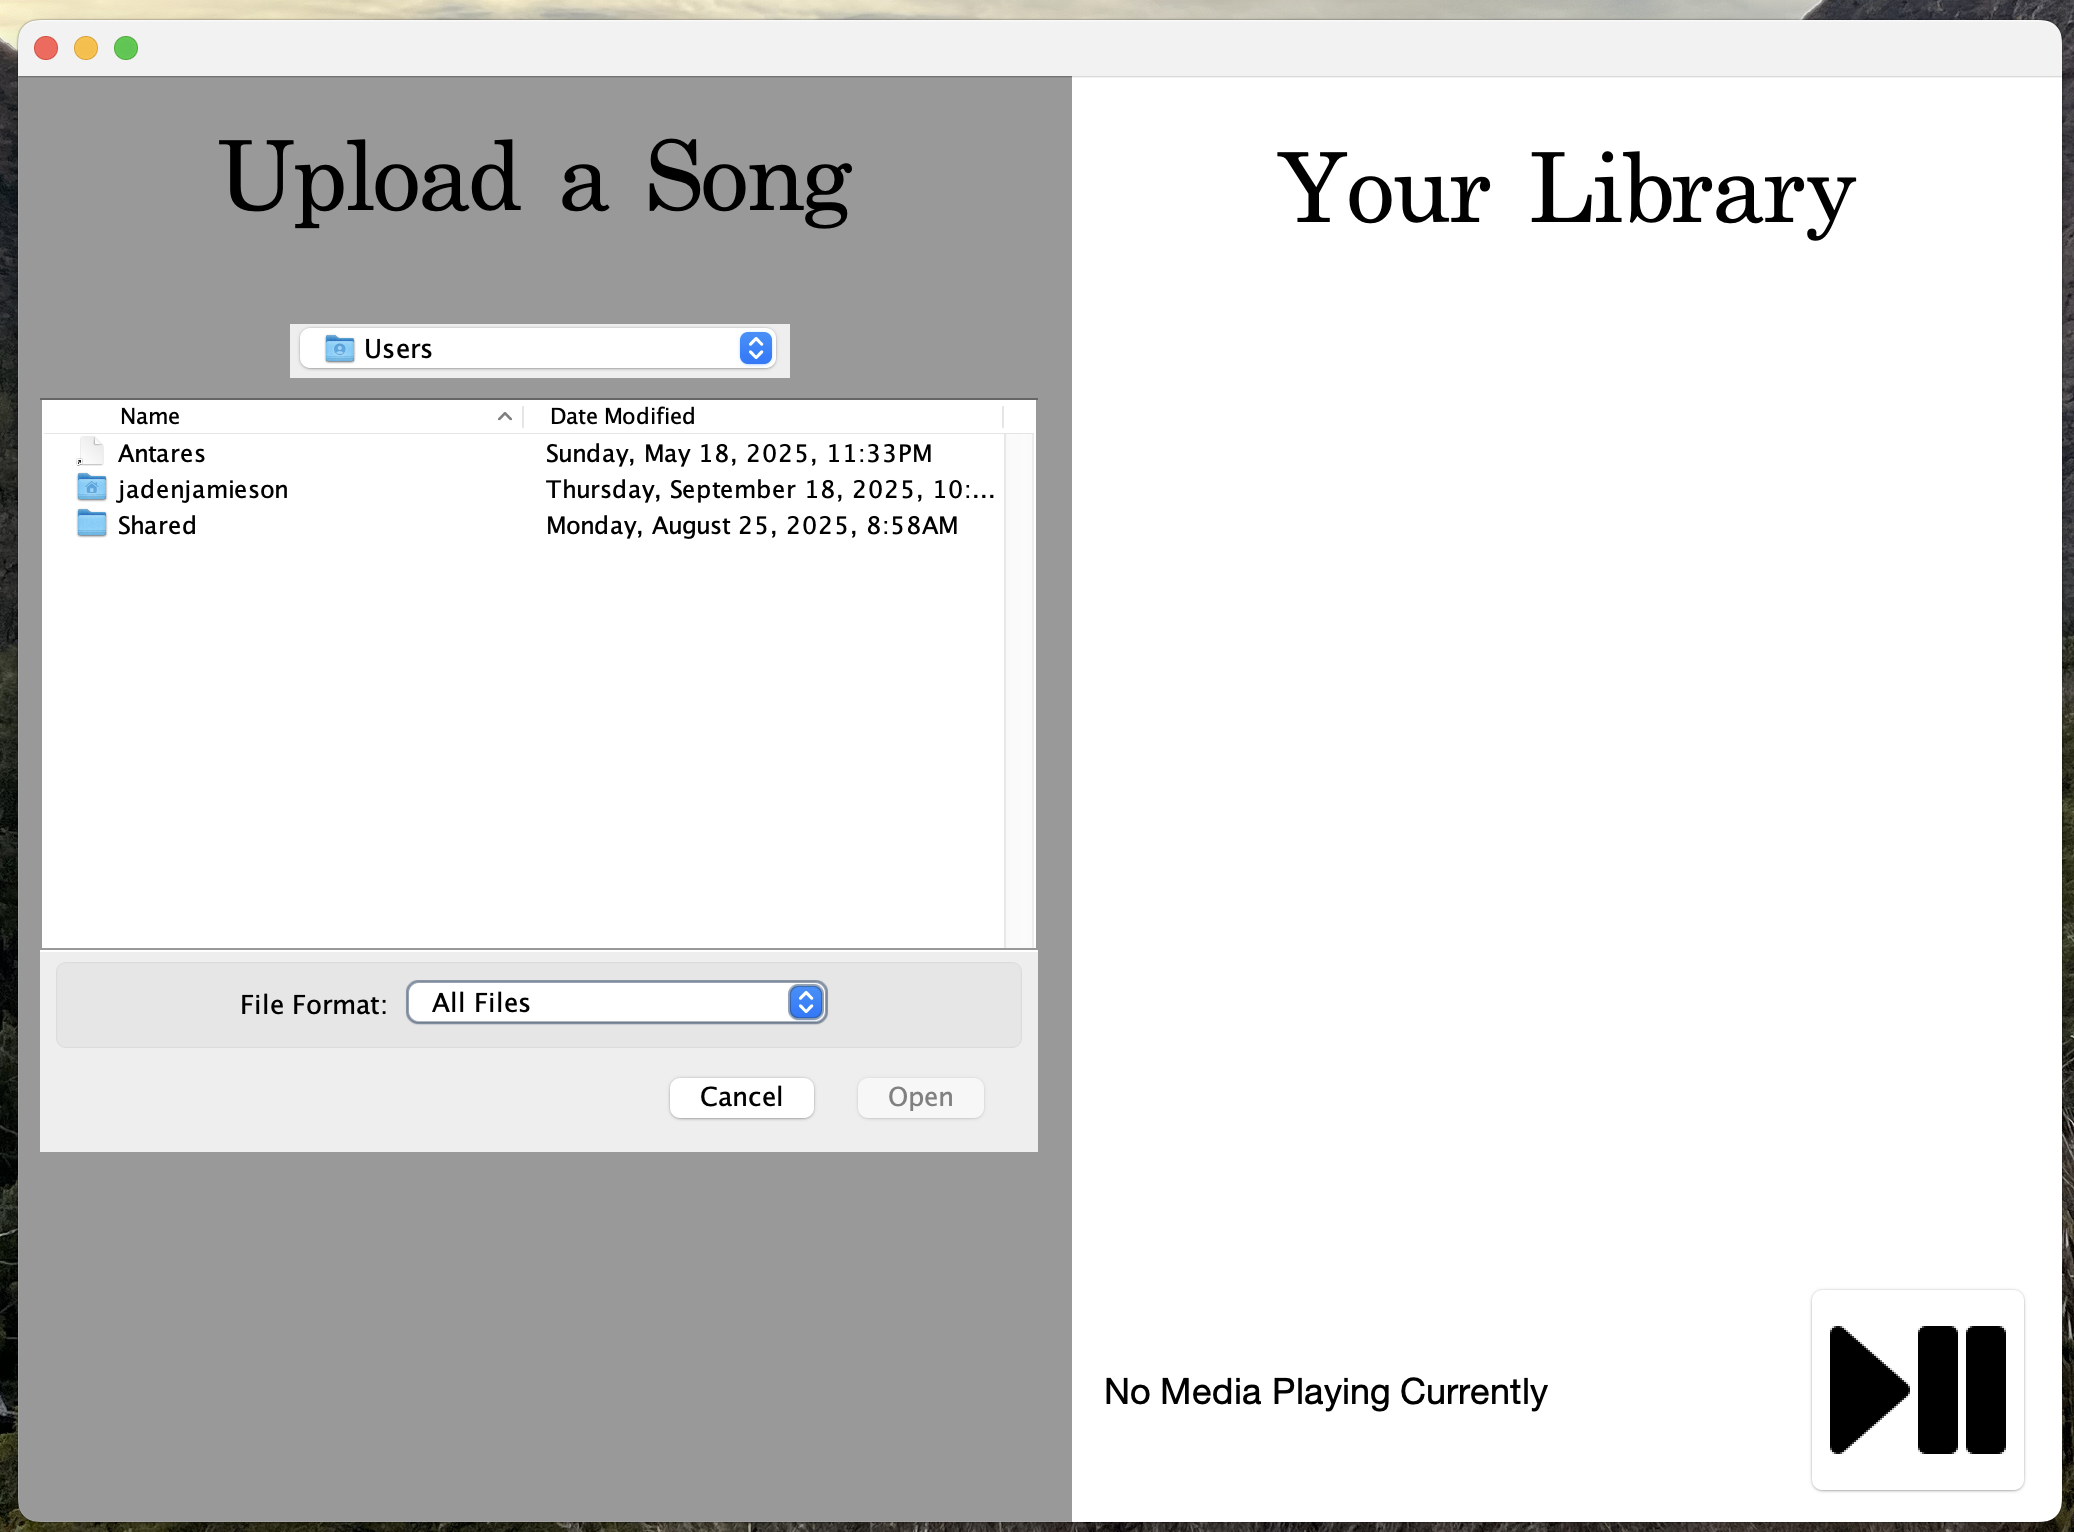 Upload a Song
Users
Name Date Modified
Antares Sunday, May 18, 2025, 11:33PM
jadenjamieson Thursday, September 18, 2025, 10:...
Shared Monday, August 25, 2025, 8:58AM
File Format: All Files
Cancel Open
Your Library
No Media Playing Currently